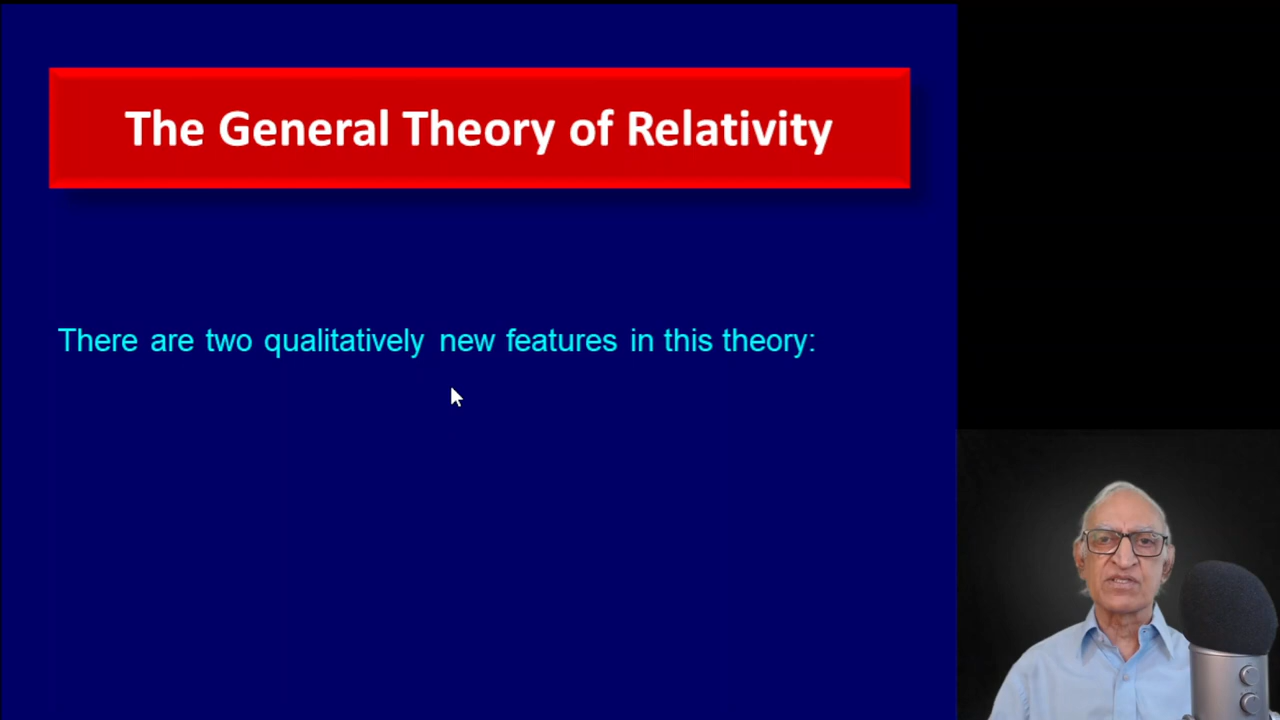 The General Theory of Relativity
There are two qualitatively new features in this theory: